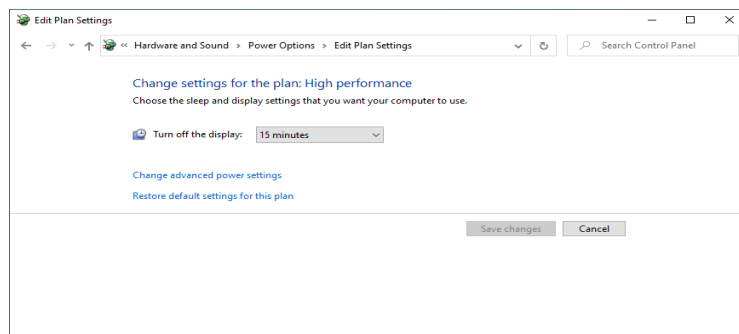 Edit Plan Settings
« Hardware and Sound > Power Options > Edit Plan Settings
Search Control Panel
Change settings for the plan: High performance
Choose the sleep and display settings that you want your computer to use.
Turn off the display: 15 minutes
Change advanced power settings
Restore default settings for this plan
Save changes Cancel